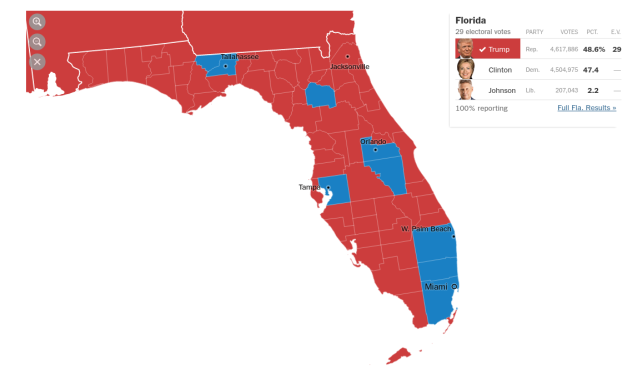 Florida
29 electoral votes PARTY VOTES PCT. E.V.
✓ Trump Rep. 4,617,886 48.6% 29
Clinton Dem. 4,504,975 47.4 —
Johnson Lib. 207,043 2.2 —
100% reporting Full Fla. Results »
Tallahassee
Jacksonville
Orlando
Tampa
W. Palm Beach
Miami